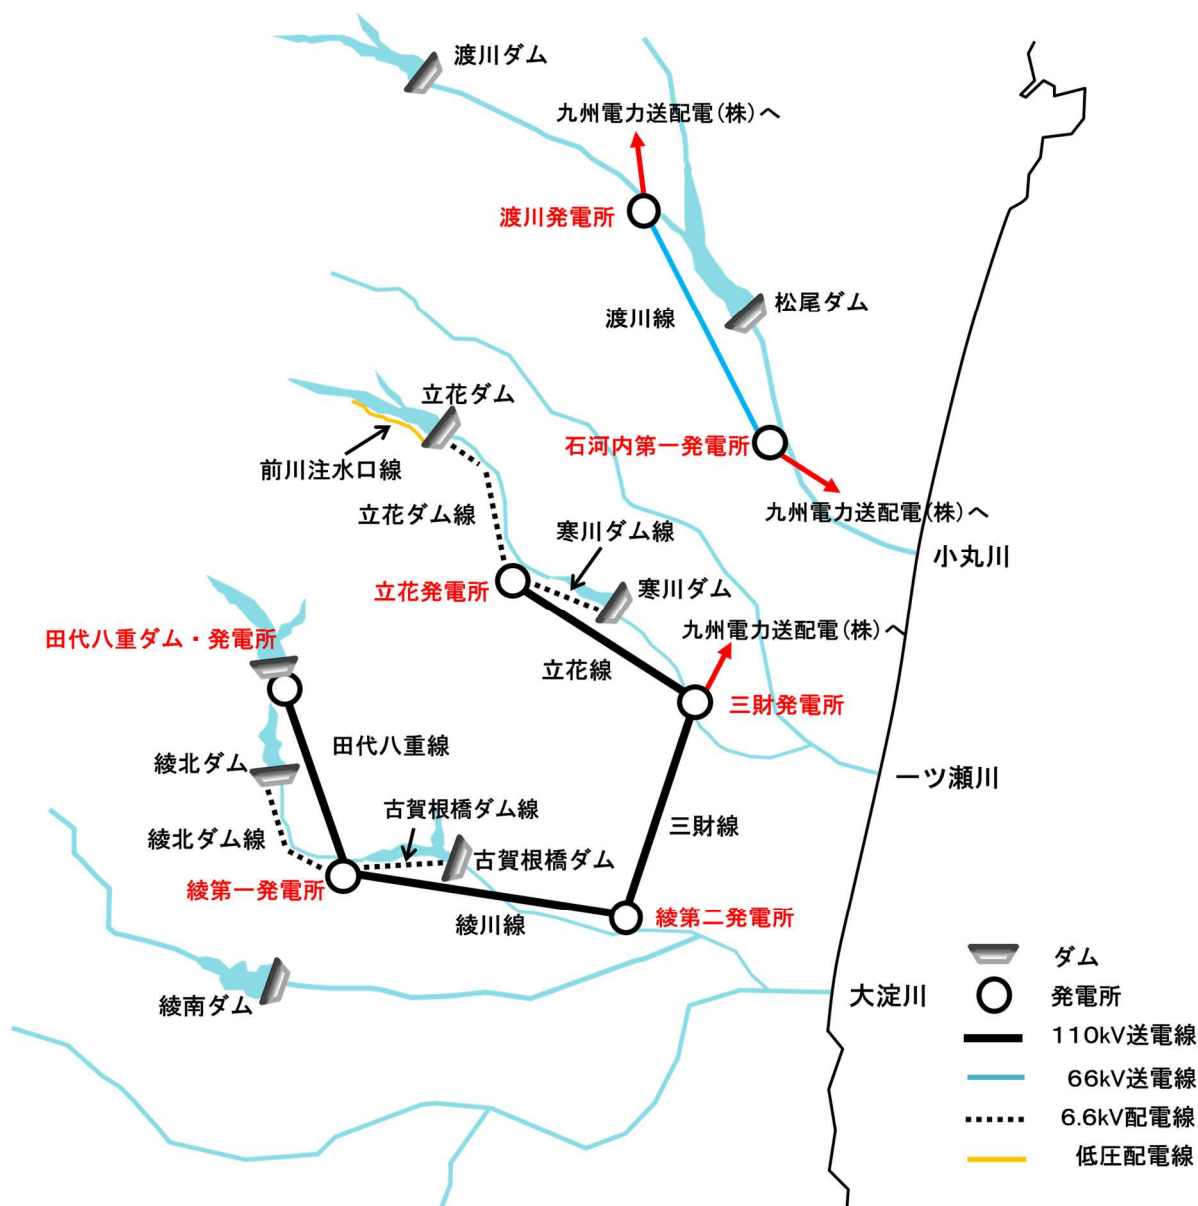 渡川ダム
九州電力送配電(株)へ
渡川発電所
松尾ダム
渡川線
立花ダム
石河内第一発電所
前川注水口線
立花ダム線
九州電力送配電(株)へ
寒川ダム線
小丸川
立花発電所
寒川ダム
田代八重ダム・発電所
九州電力送配電(株)へ
立花線
三財発電所
田代八重線
綾北ダム
一ツ瀬川
古賀根橋ダム線
三財線
綾北ダム線
古賀根橋ダム
綾第一発電所
綾第二発電所
綾川線
綾南ダム
大淀川
ダム
発電所
110kV送電線
66kV送電線
6.6kV配電線
低圧配電線